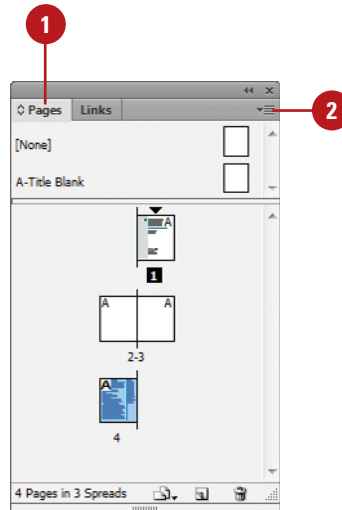 1
Pages Links
2
[None]
A-Title Blank
A
1
A A
2-3
A
4
4 Pages in 3 Spreads